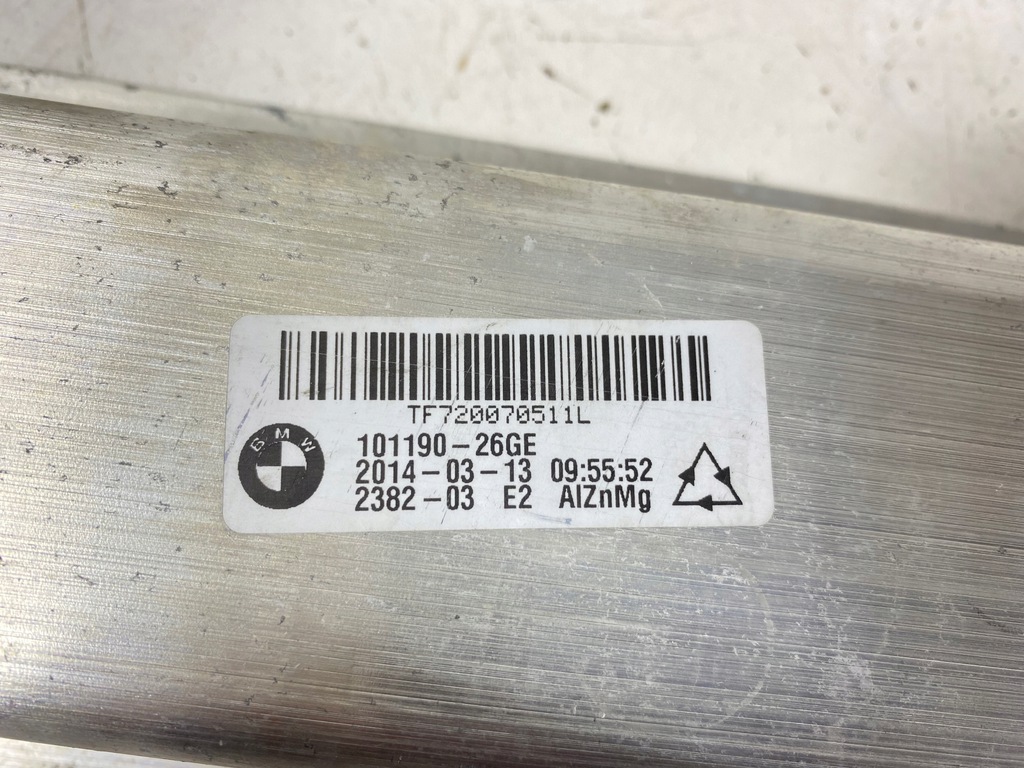 TF720070511L
BMW
101190-26GE
2014-03-13 09:55:52
2382-03 E2 AlZnMg